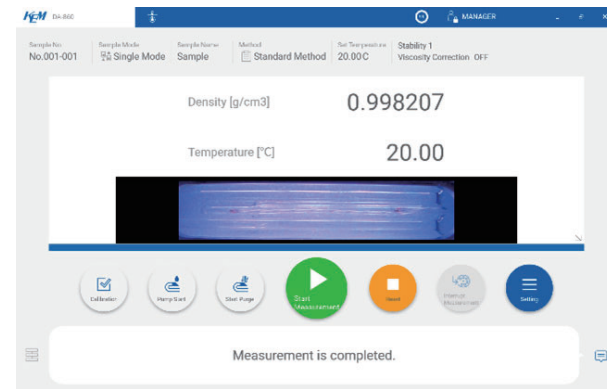 KEM DA-860
MANAGER
Sample No Sample Mode Sample Name Method Set Temperature Stability 1
No.001-001 Single Mode Sample Standard Method 20.00C Viscosity Correction OFF
Density [g/cm3] 0.998207
Temperature [°C] 20.00
Calibration Pump Start Start Purge Start Measurement Reset Interrupt Measurement Setting
Measurement is completed.